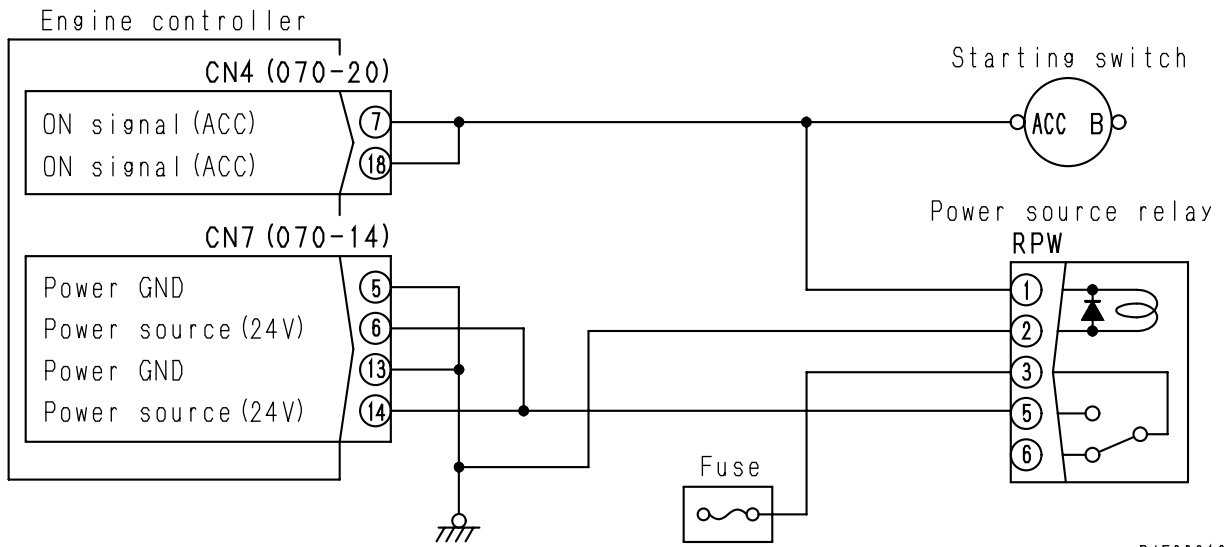 Engine controller
CN4 (070-20)
Starting switch
ON signal (ACC) 7
ACC B
ON signal (ACC) 18
Power source relay
CN7 (070-14)
RPW
Power GND 5
1
Power source (24V) 6
2
Power GND 13
3
Power source (24V) 14
5
6
Fuse